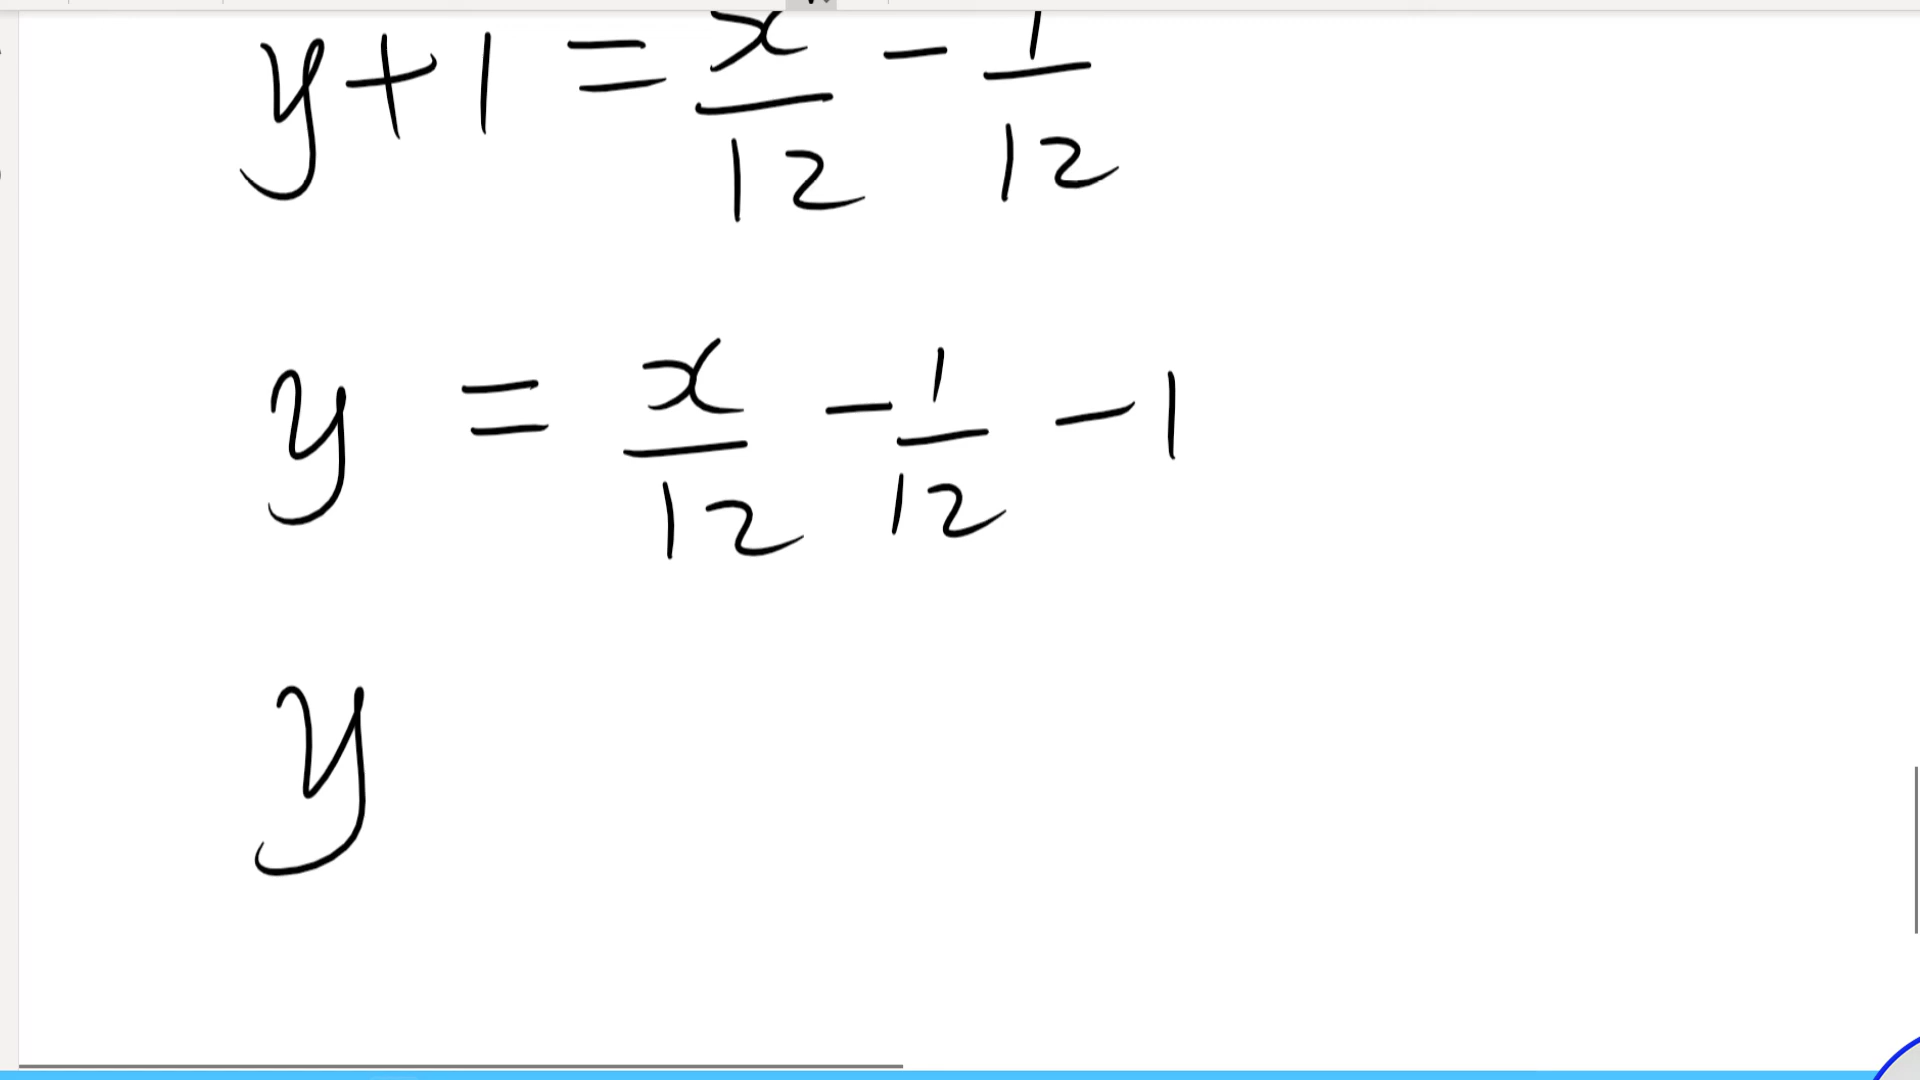 y+1 = x/12 - 1/12
y = x/12 - 1/12 - 1
y